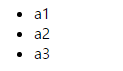 • a1
• a2
• a3